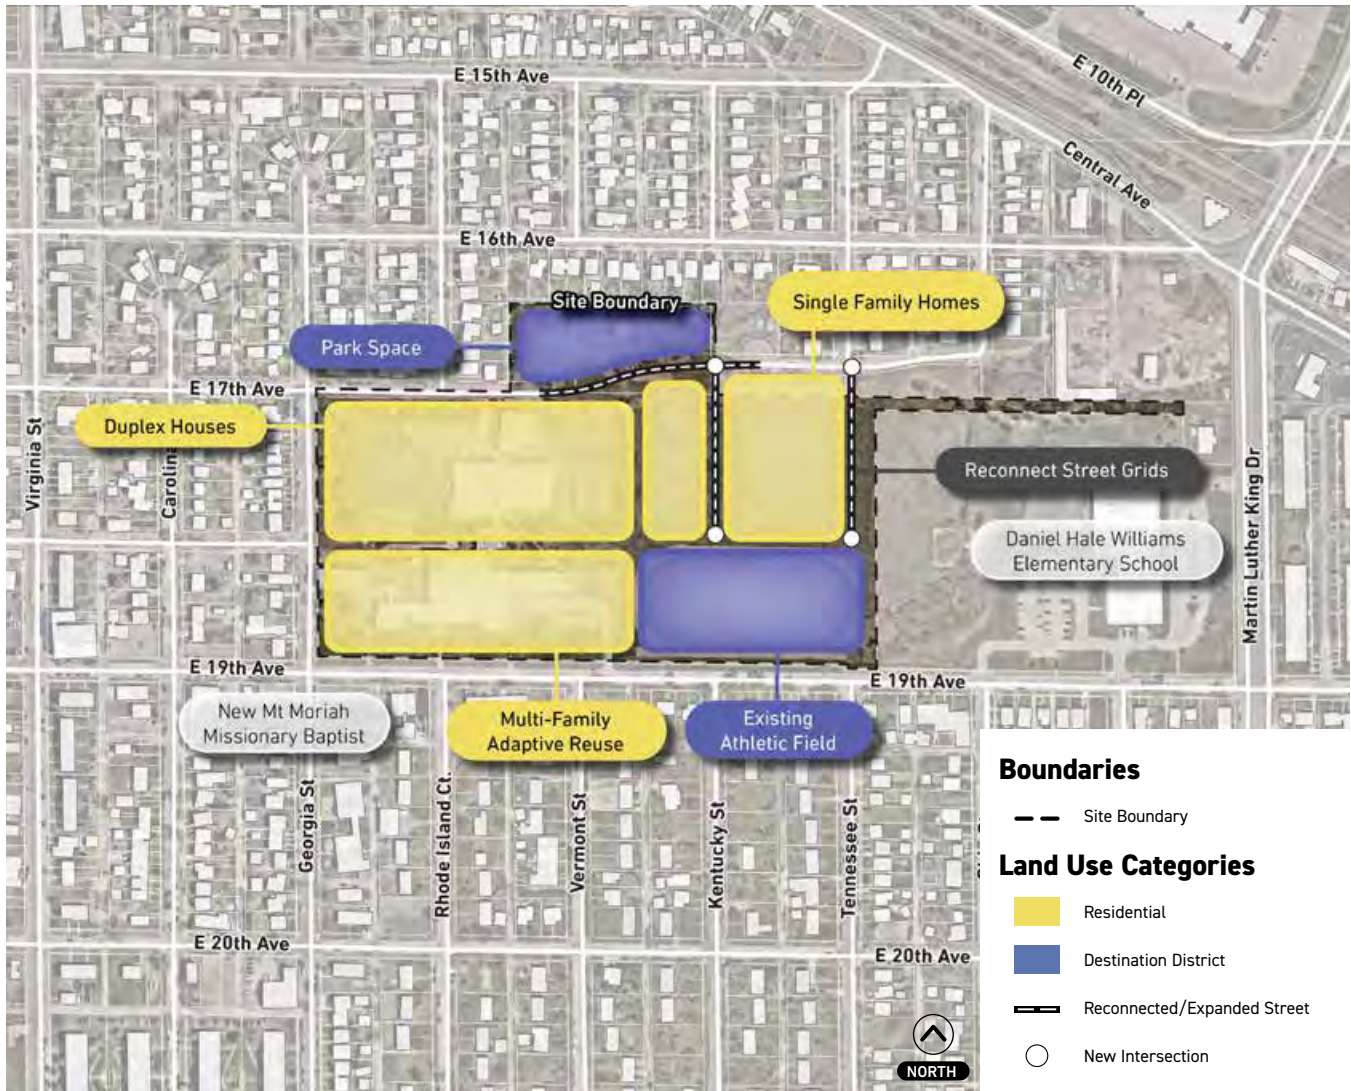 E 15th Ave
E 10th Pl
Central Ave
E 16th Ave
Site Boundary
Single Family Homes
Park Space
E 17th Ave
Duplex Houses
Virginia St
Carolina
Reconnect Street Grids
Daniel Hale Williams
Elementary School
Martin Luther King Dr
E 19th Ave
E 19th Ave
New Mt Moriah
Missionary Baptist
Multi-Family
Adaptive Reuse
Existing
Athletic Field
Georgia St
Rhode Island Ct.
Vermont St
Kentucky St
Tennessee St
E 20th Ave
E 20th Ave
NORTH
Boundaries
Site Boundary
Land Use Categories
Residential
Destination District
Reconnected/Expanded Street
New Intersection